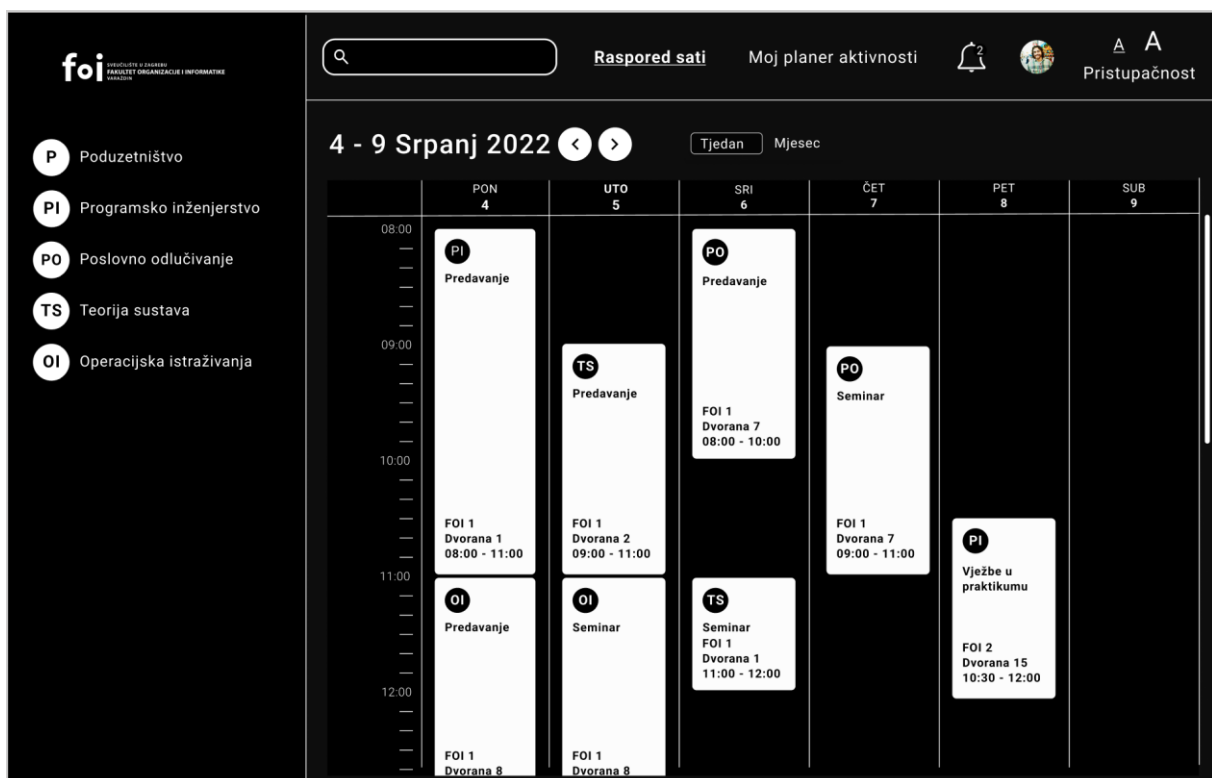 foi
SVEUČILIŠTE U ZAGREBU
FAKULTET ORGANIZACIJE I INFORMATIKE
VARAŽDIN
Raspored sati
Moj planer aktivnosti
2
A A
Pristupačnost
P Poduzetništvo
PI Programsko inženjerstvo
PO Poslovno odlučivanje
TS Teorija sustava
OI Operacijska istraživanja
4 - 9 Srpanj 2022 < >
Tjedan
Mjesec
PON
4
UTO
5
SRI
6
ČET
7
PET
8
SUB
9
08:00
09:00
10:00
11:00
12:00
PI
Predavanje
FOI 1
Dvorana 1
08:00 - 11:00
OI
Predavanje
FOI 1
Dvorana 8
TS
Predavanje
FOI 1
Dvorana 2
09:00 - 11:00
OI
Seminar
FOI 1
Dvorana 8
PO
Predavanje
FOI 1
Dvorana 7
08:00 - 10:00
TS
Seminar
FOI 1
Dvorana 1
11:00 - 12:00
PO
Seminar
FOI 1
Dvorana 7
09:00 - 11:00
PI
Vježbe u
praktikumu
FOI 2
Dvorana 15
10:30 - 12:00